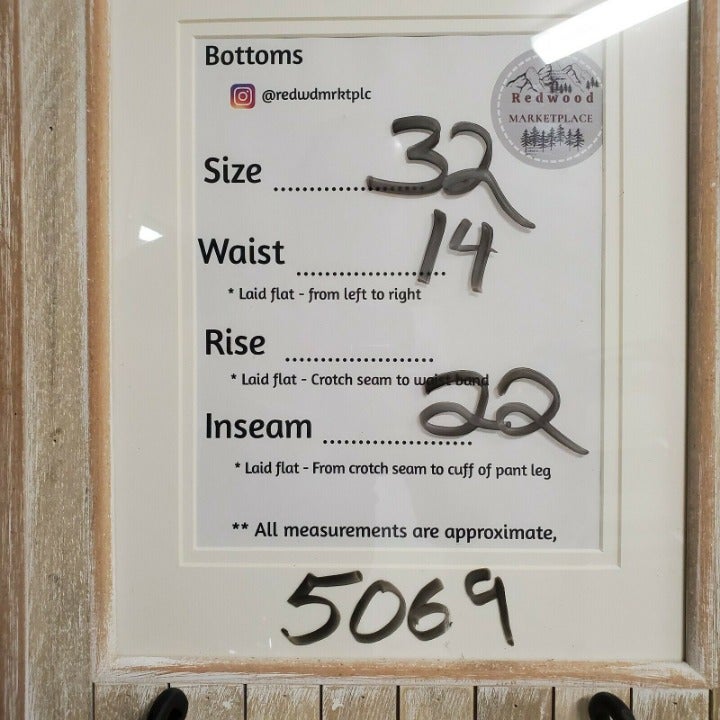 Bottoms
@redwdmrktplc
Redwood
MARKETPLACE
Size ........................ 32
Waist ........................ 14
* Laid flat - from left to right
Rise ........................
* Laid flat - Crotch seam to waist band
Inseam ........................ 22
* Laid flat - From crotch seam to cuff of pant leg
** All measurements are approximate,
5069